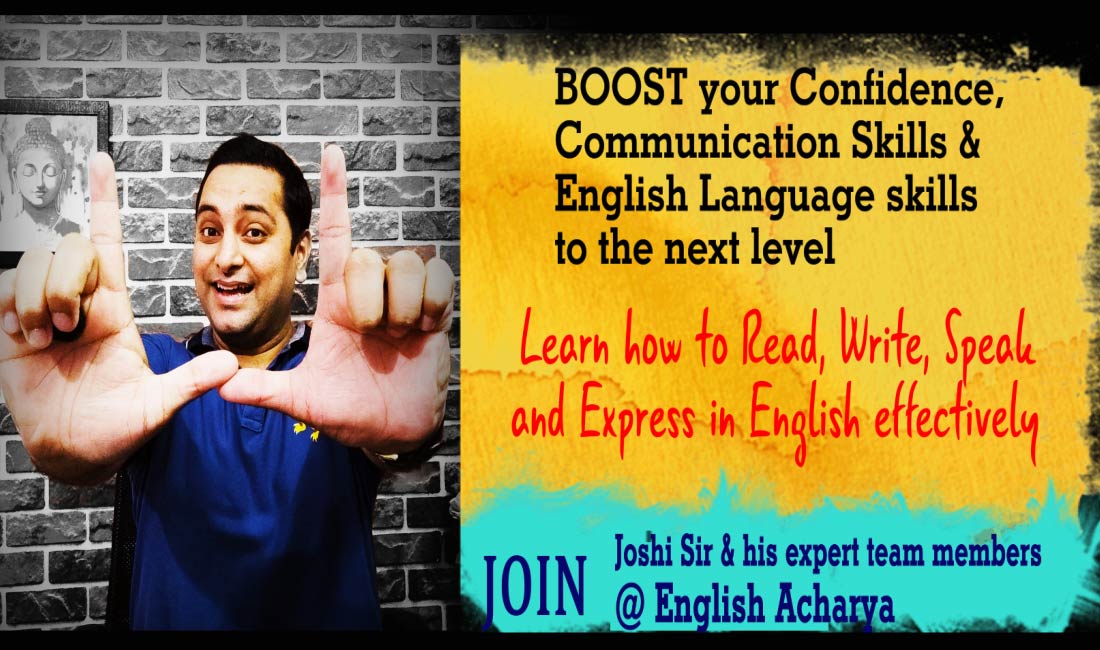 BOOST your Confidence,
Communication Skills &
English Language skills
to the next level
Learn how to Read, Write, Speak
and Express in English effectively
JOIN
Joshi Sir & his expert team members
@ English Acharya